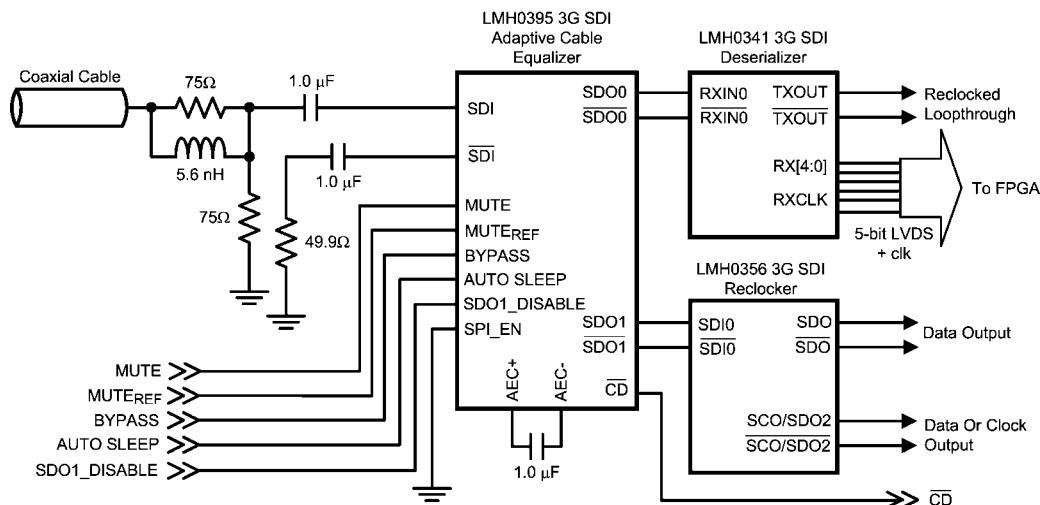 LMH0395 3G SDI
Adaptive Cable
Equalizer
LMH0341 3G SDI
Deserializer
Coaxial Cable
75Ω
1.0 µF
5.6 nH
75Ω
1.0 µF
49.9Ω
SDI
SDI
MUTE
MUTEREF
BYPASS
AUTO SLEEP
SDO1_DISABLE
SPI_EN
SDO0
SDO0
SDO1
SDO1
CD
AEC+
AEC-
1.0 µF
RXIN0
RXIN0
TXOUT
TXOUT
RX[4:0]
RXCLK
Reclocked
Loopthrough
To FPGA
5-bit LVDS
+ clk
LMH0356 3G SDI
Reclocker
SDI0
SDI0
SDO
SDO
SCO/SDO2
SCO/SDO2
Data Output
Data Or Clock
Output
CD
MUTE
MUTEREF
BYPASS
AUTO SLEEP
SDO1_DISABLE